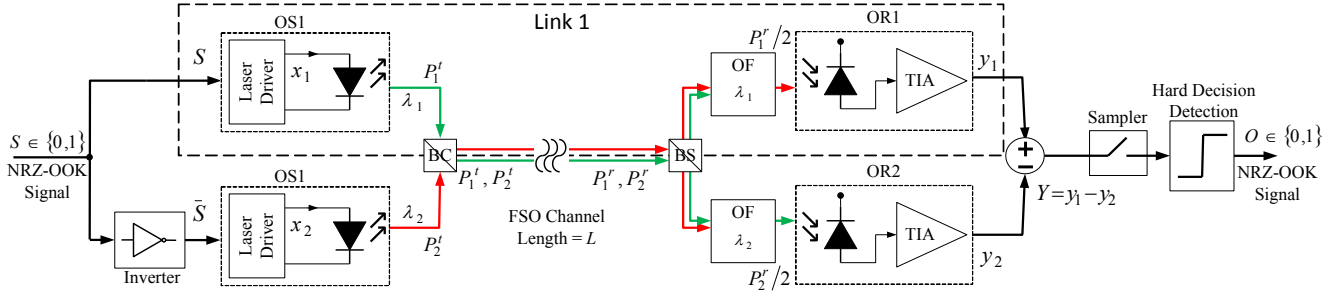 Link 1
OS1
OR1
S
Laser Driver
x₁
P₁ᵗ
λ₁
P₁ʳ/2
OF
λ₁
TIA
y₁
Hard Decision
Detection
Sampler
S ∈ {0,1}
NRZ-OOK
Signal
BC
BS
+
−
O ∈ {0,1}
NRZ-OOK
Signal
P₁ᵗ, P₂ᵗ
P₁ʳ, P₂ʳ
Y = y₁ − y₂
OS1
OR2
S̄
Inverter
Laser Driver
x₂
λ₂
P₂ᵗ
FSO Channel
Length = L
OF
λ₂
P₂ʳ/2
TIA
y₂